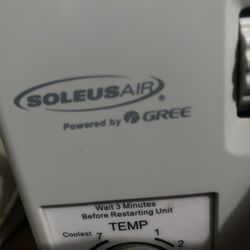 SOLEUSAIR®
Powered by GREE
Wait 3 Minutes
Before Restarting Unit
TEMP
Coolest 7 1
2